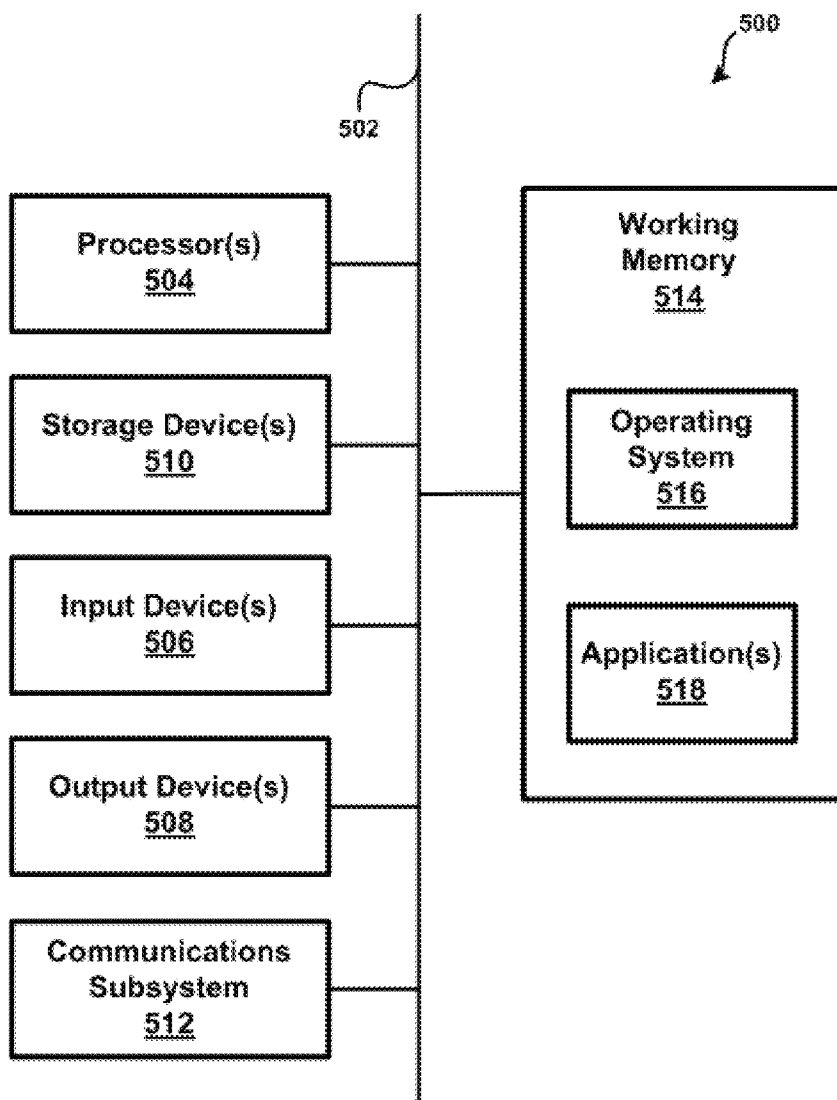 500
502
Processor(s)
504
Storage Device(s)
510
Input Device(s)
506
Output Device(s)
508
Communications
Subsystem
512
Working
Memory
514
Operating
System
516
Application(s)
518